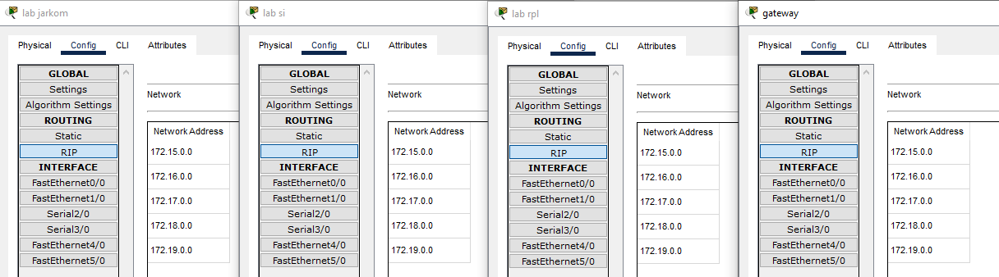 lab jarkom
Physical Config CLI Attributes
GLOBAL
Settings
Algorithm Settings
ROUTING
Static
RIP
INTERFACE
FastEthernet0/0
FastEthernet1/0
Serial2/0
Serial3/0
FastEthernet4/0
FastEthernet5/0
Network
Network Address
172.15.0.0
172.16.0.0
172.17.0.0
172.18.0.0
172.19.0.0
lab si
Physical Config CLI Attributes
GLOBAL
Settings
Algorithm Settings
ROUTING
Static
RIP
INTERFACE
FastEthernet0/0
FastEthernet1/0
Serial2/0
Serial3/0
FastEthernet4/0
FastEthernet5/0
Network
Network Address
172.15.0.0
172.16.0.0
172.17.0.0
172.18.0.0
172.19.0.0
lab rpl
Physical Config CLI Attributes
GLOBAL
Settings
Algorithm Settings
ROUTING
Static
RIP
INTERFACE
FastEthernet0/0
FastEthernet1/0
Serial2/0
Serial3/0
FastEthernet4/0
FastEthernet5/0
Network
Network Address
172.15.0.0
172.16.0.0
172.17.0.0
172.18.0.0
172.19.0.0
gateway
Physical Config CLI Attributes
GLOBAL
Settings
Algorithm Settings
ROUTING
Static
RIP
INTERFACE
FastEthernet0/0
FastEthernet1/0
Serial2/0
Serial3/0
FastEthernet4/0
FastEthernet5/0
Network
Network Address
172.15.0.0
172.16.0.0
172.17.0.0
172.18.0.0
172.19.0.0